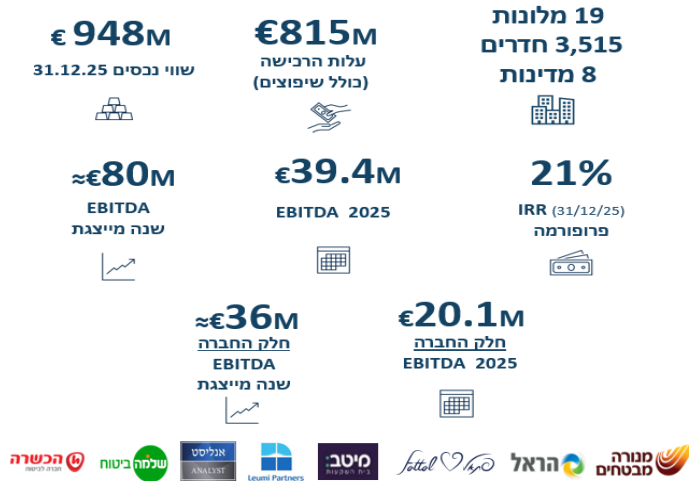 19 מלונות
3,515 חדרים
8 מדינות
€815M
עלות הרכישה
(כולל שיפוצים)
€ 948M
שווי נכסים 31.12.25
21%
IRR (31/12/25)
פרופורמה
€39.4M
EBITDA 2025
≈€80M
EBITDA
שנה מייצגת
€20.1M
חלק החברה
EBITDA 2025
≈€36M
חלק החברה
EBITDA
שנה מייצגת
מנורה
מבטחים
הראל
פתאל Fattal
מיטב:
בית השקעות
Leumi Partners
אנליסט
ANALYST
שלמה ביטוח
הכשרה
חברה לביטוח